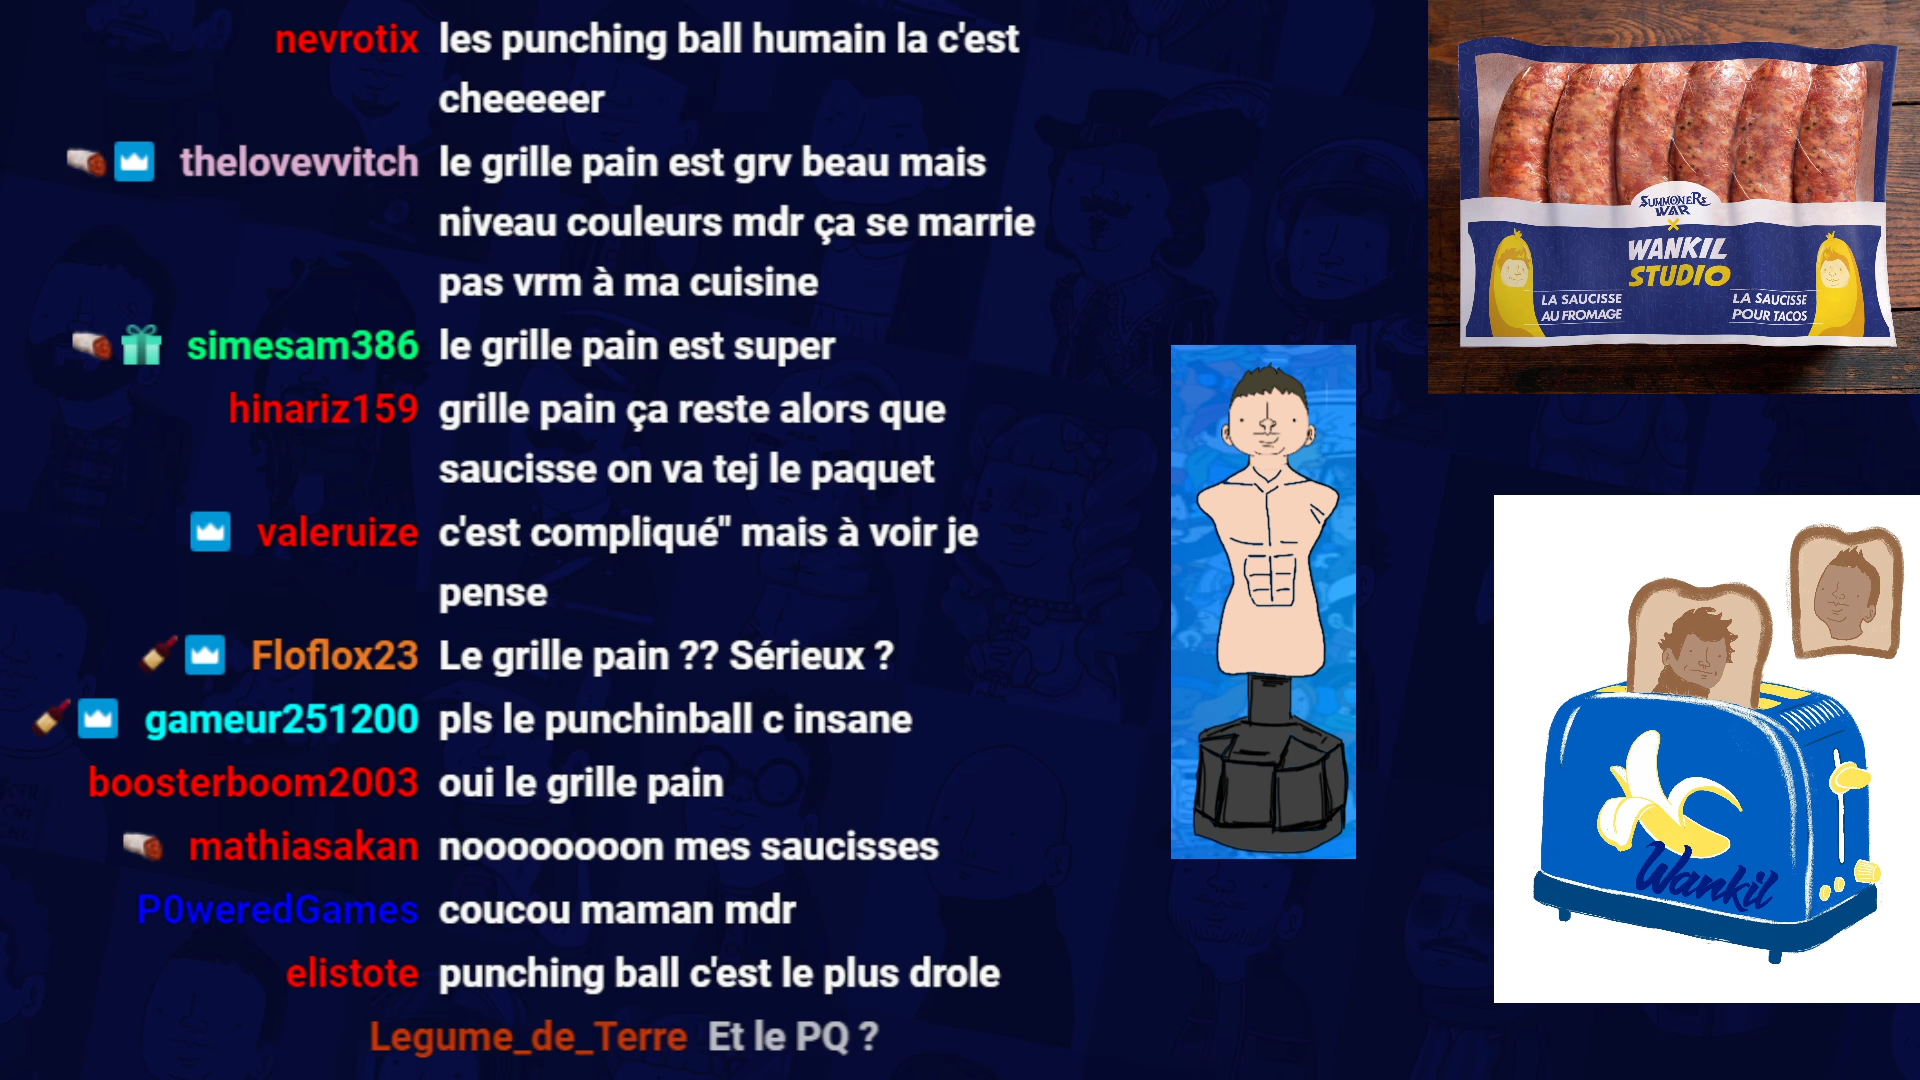 nevrotix les punching ball humain la c'est
cheeeeer
thelovevvitch le grille pain est grv beau mais
niveau couleurs mdr ça se marrie
pas vrm à ma cuisine
simesam386 le grille pain est super
hinariz159 grille pain ça reste alors que
saucisse on va tej le paquet
valeruize c'est compliqué" mais à voir je
pense
Floflox23 Le grille pain ?? Sérieux ?
gameur251200 pls le punchinball c insane
boosterboom2003 oui le grille pain
mathiasakan nooooooooon mes saucisses
P0weredGames coucou maman mdr
elistote punching ball c'est le plus drole
Legume_de_Terre Et le PQ ?
SUMMONERS
WAR
X
WANKIL
STUDIO
LA SAUCISSE
AU FROMAGE
LA SAUCISSE
POUR TACOS
Wankil